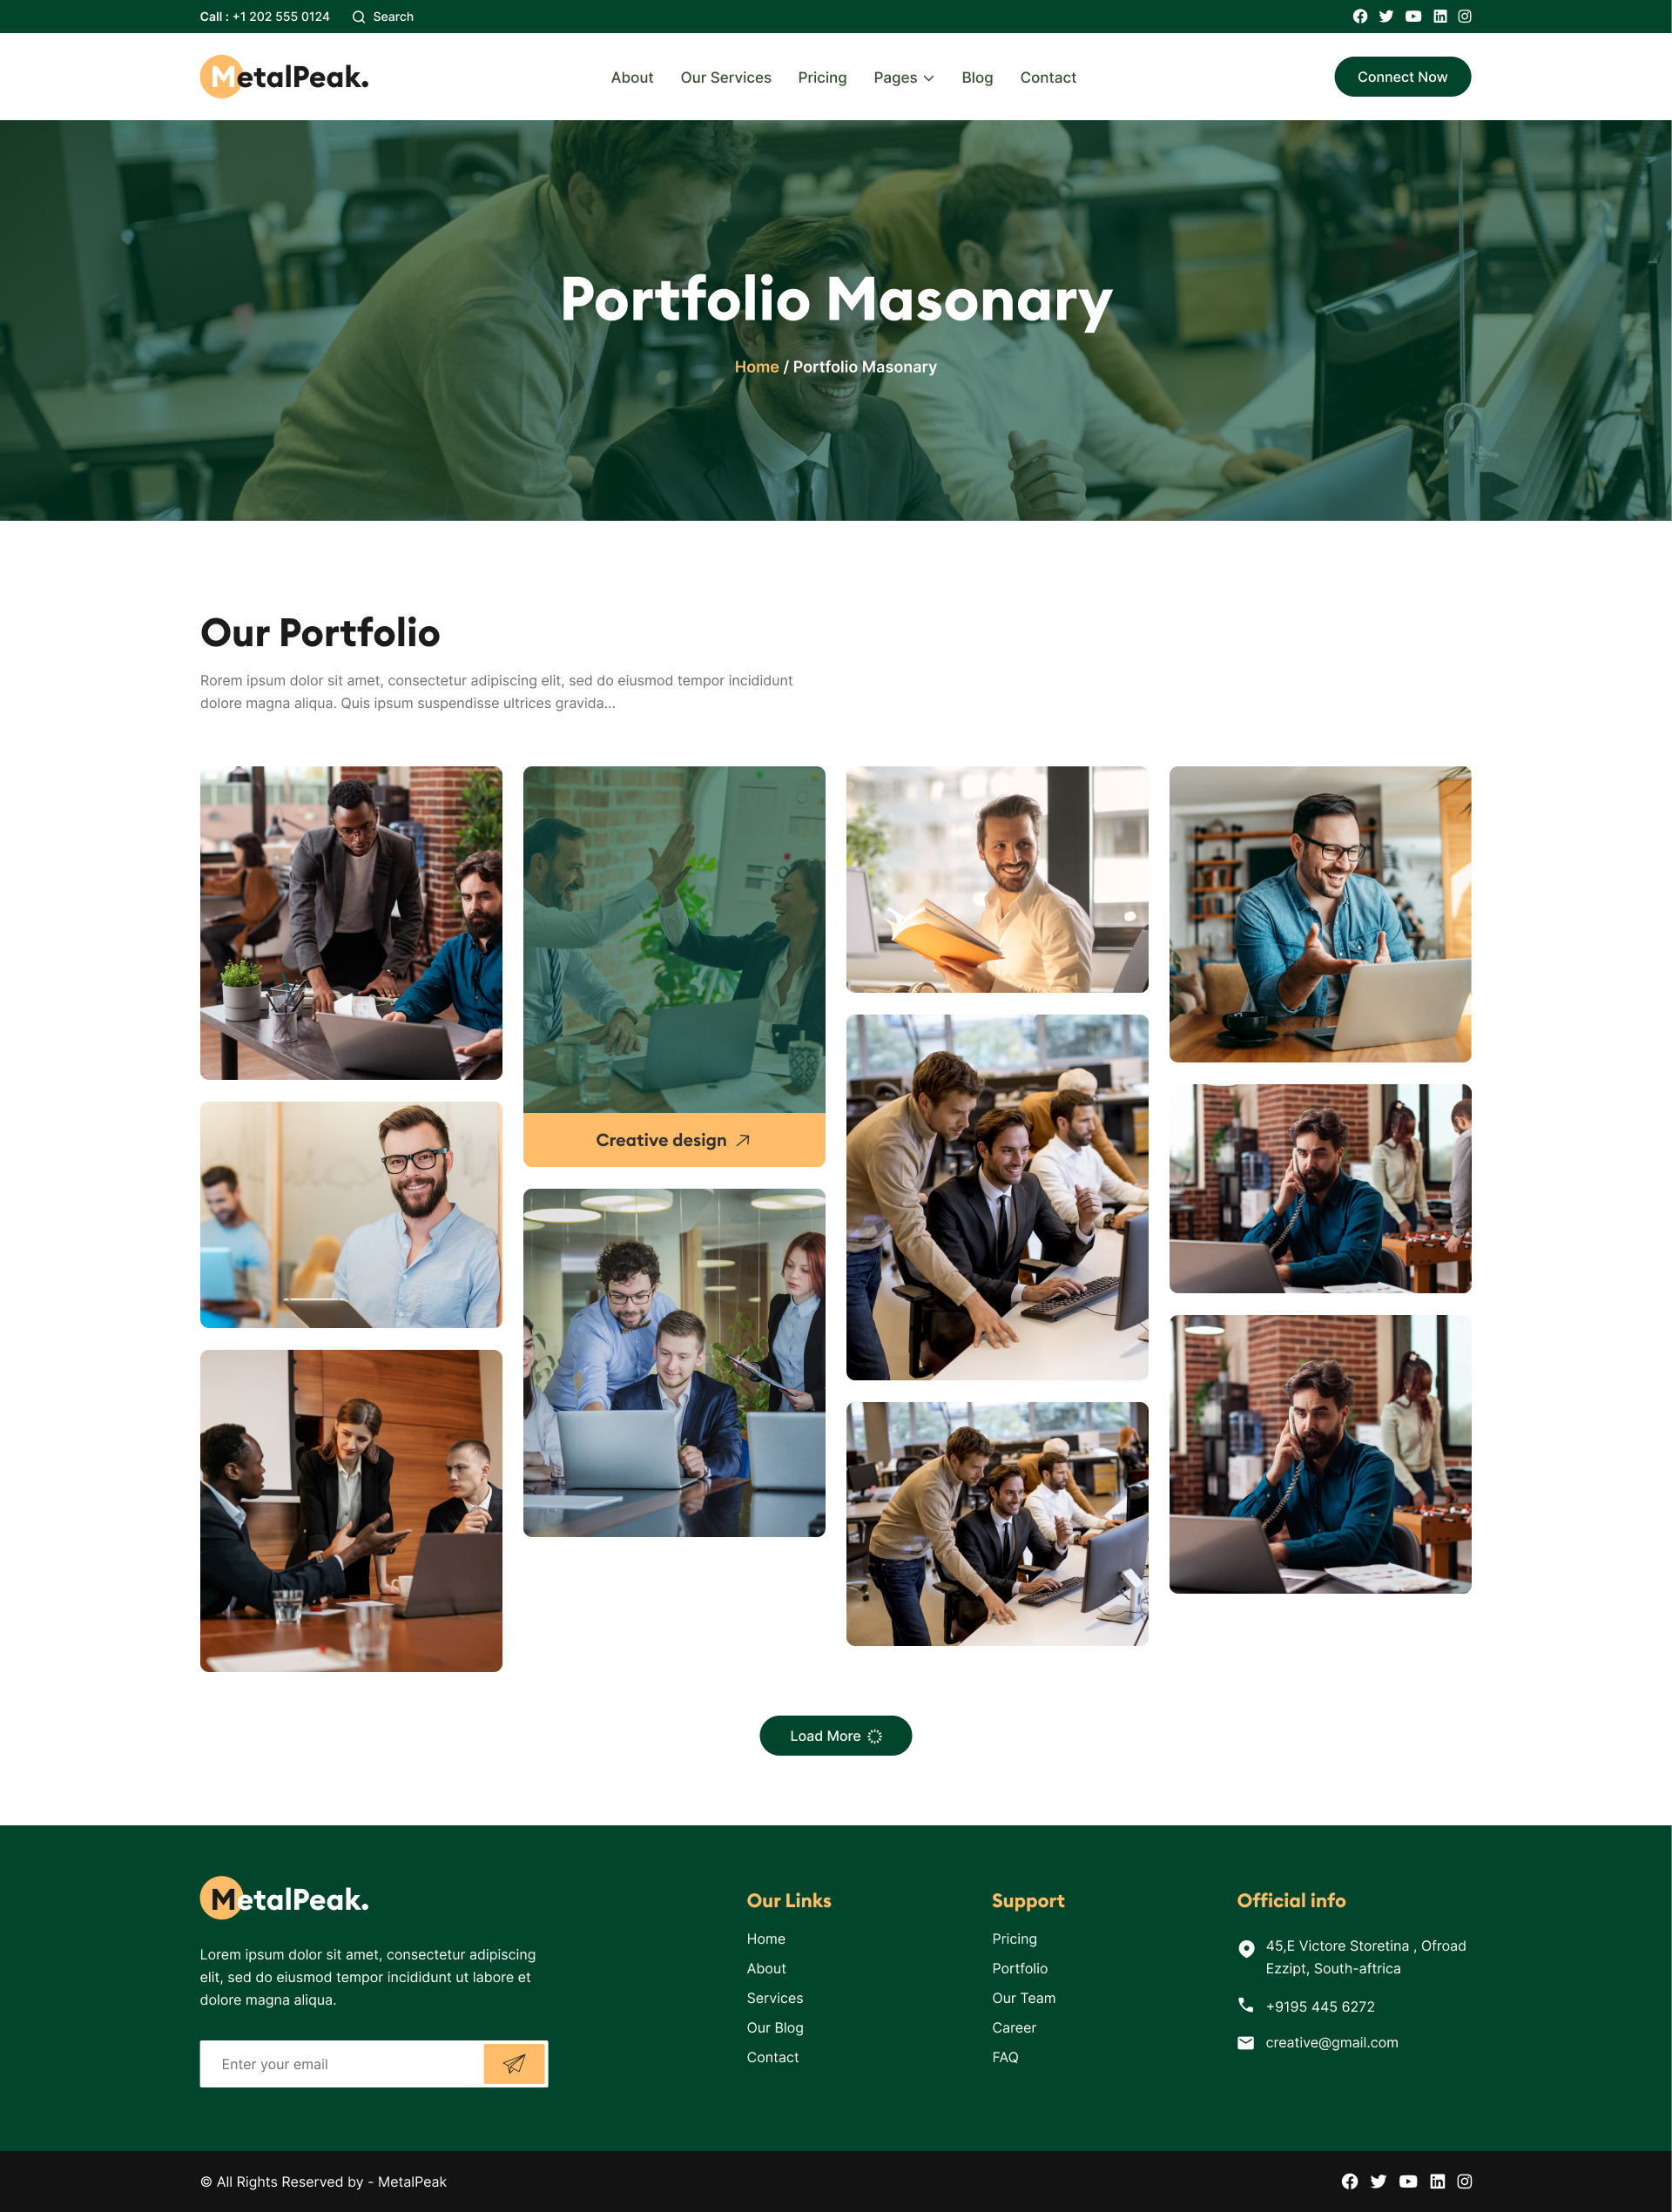 Call : +1 202 555 0124 Search
MetalPeak.
About Our Services Pricing Pages Blog Contact
Connect Now
Portfolio Masonary
Home / Portfolio Masonary
Our Portfolio
Rorem ipsum dolor sit amet, consectetur adipiscing elit, sed do eiusmod tempor incididunt
dolore magna aliqua. Quis ipsum suspendisse ultrices gravida...
Creative design
Load More
MetalPeak.
Lorem ipsum dolor sit amet, consectetur adipiscing
elit, sed do eiusmod tempor incididunt ut labore et
dolore magna aliqua.
Enter your email
Our Links
Home
About
Services
Our Blog
Contact
Support
Pricing
Portfolio
Our Team
Career
FAQ
Official info
45,E Victore Storetina , Ofroad
Ezzipt, South-aftrica
+9195 445 6272
creative@gmail.com
© All Rights Reserved by - MetalPeak